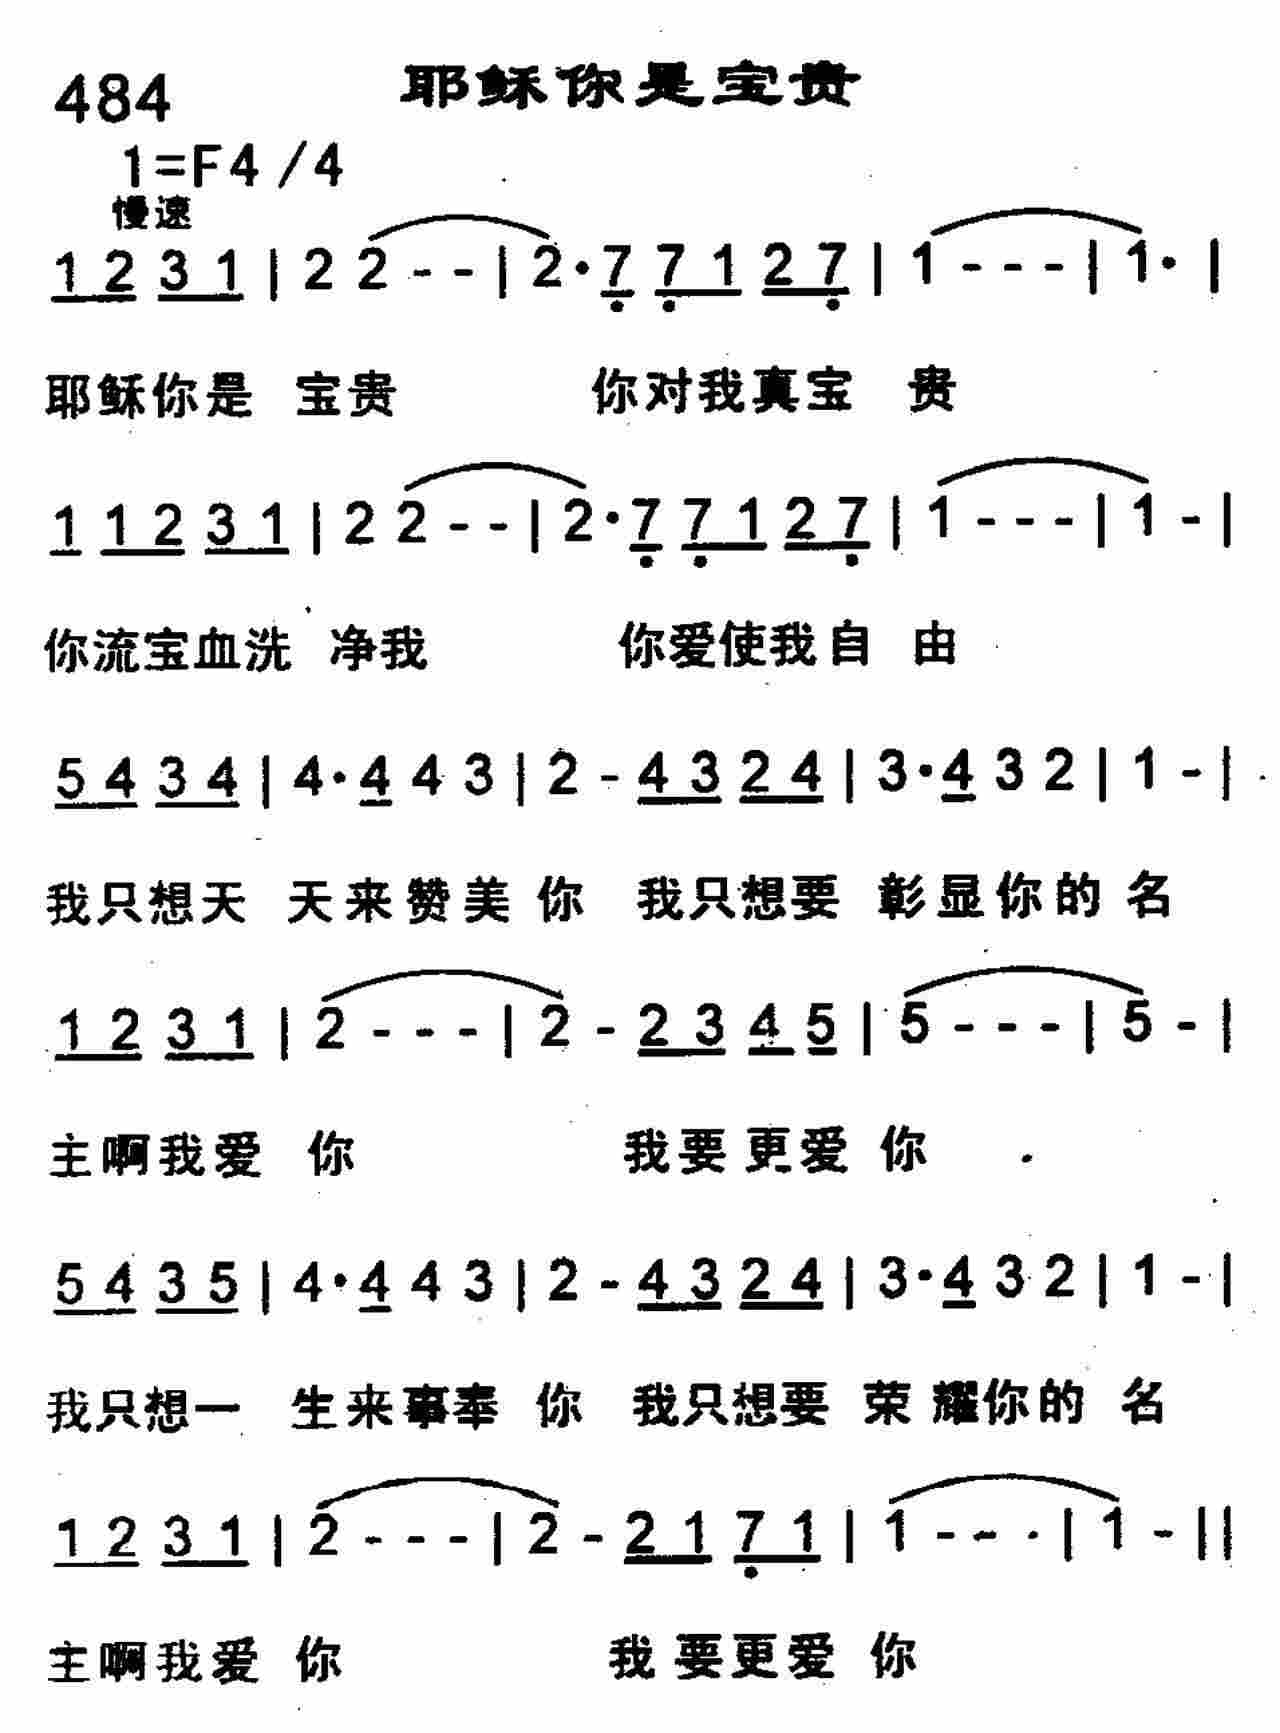 484 耶稣你是宝贵
1=F4/4
慢速
1 2 3 1 | 2 2 - - | 2· 7 7 1 2 7 | 1 - - - | 1· |
耶稣你是 宝贵 你对我真宝 贵
1 1 2 3 1 | 2 2 - - | 2· 7 7 1 2 7 | 1 - - - | 1 - |
你流宝血洗 净我 你爱使我自 由
5 4 3 4 | 4· 4 4 3 | 2 - 4 3 2 4 | 3· 4 3 2 | 1 - |
我只想天 天来赞美 你 我只想要 彰显你的 名
1 2 3 1 | 2 - - - | 2 - 2 3 4 5 | 5 - - - | 5 - |
主啊我爱 你 我要更爱 你
5 4 3 5 | 4· 4 4 3 | 2 - 4 3 2 4 | 3· 4 3 2 | 1 - |
我只想一 生来事奉 你 我只想要 荣耀你的 名
1 2 3 1 | 2 - - - | 2 - 2 1 7 1 | 1 - - - | 1 - ||
主啊我爱 你 我要更爱 你